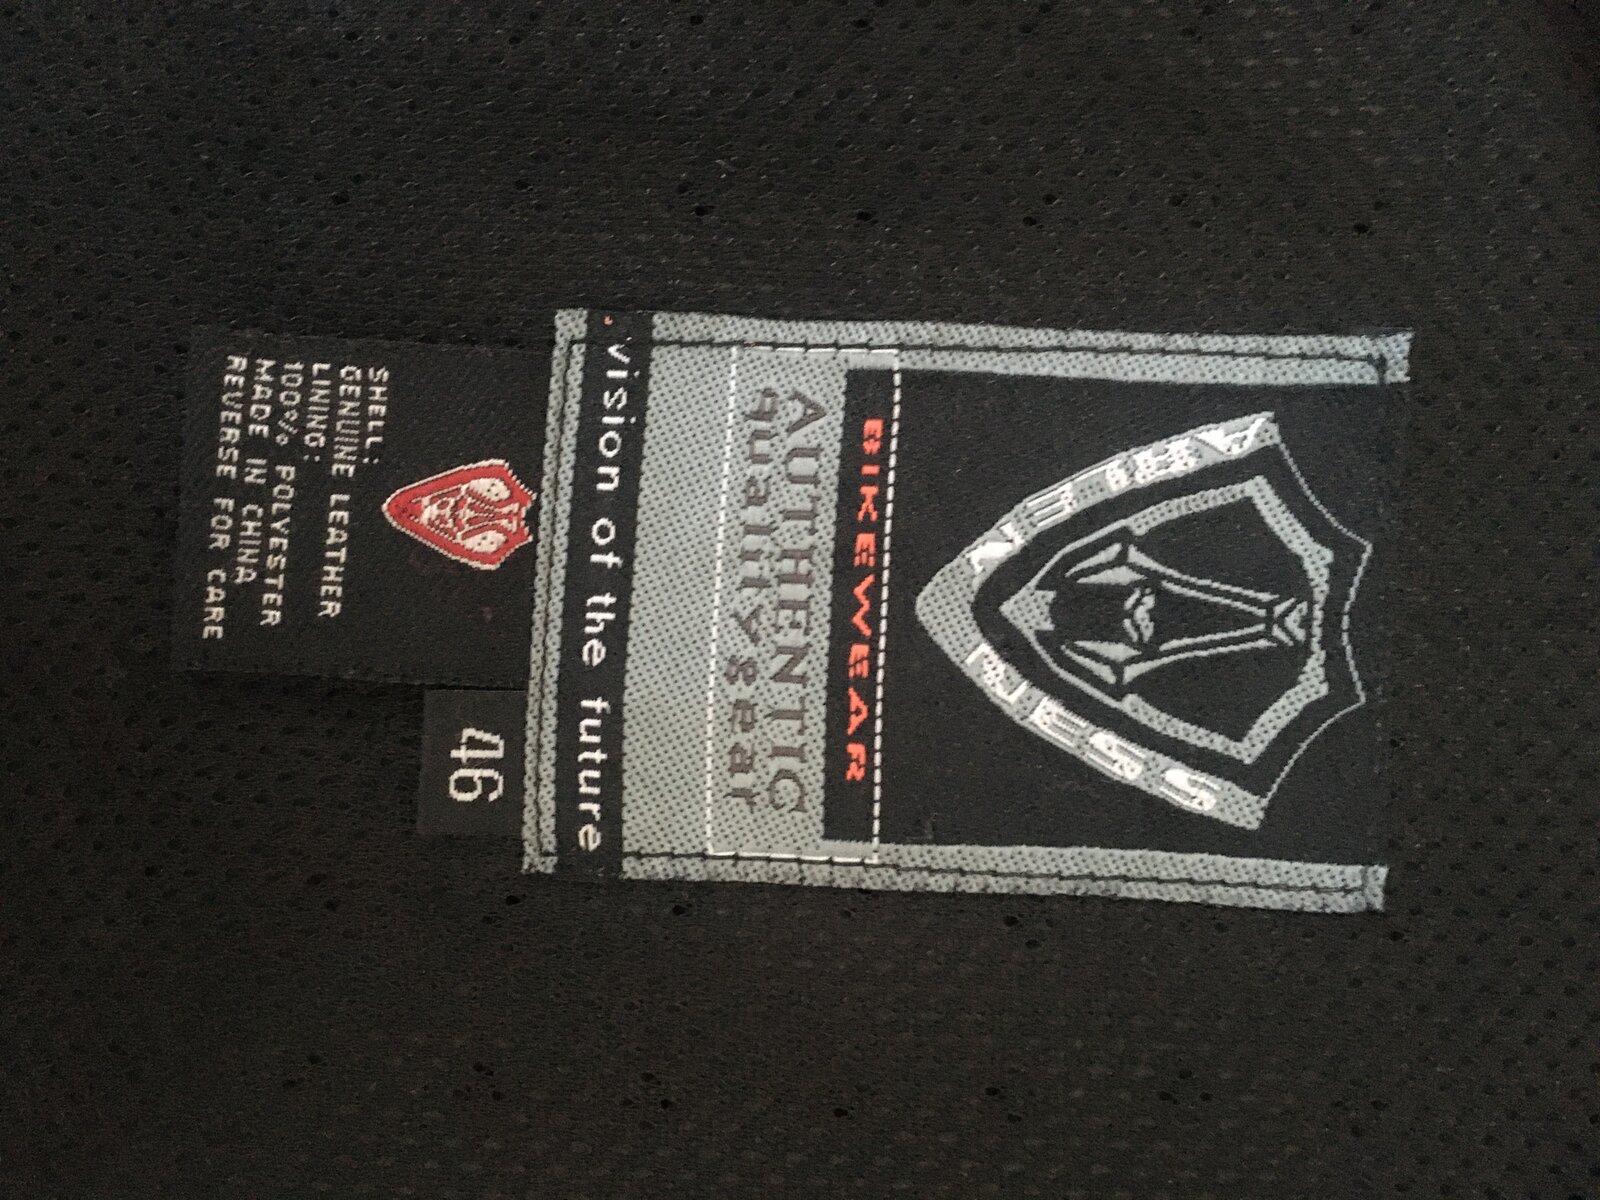 ARLEN NESS
BIKEWEAR
AUTHENTIC
quality gear
. vision of the future
SHELL:
GENUINE LEATHER
LINING:
100% POLYESTER
MADE IN CHINA
REVERSE FOR CARE
46